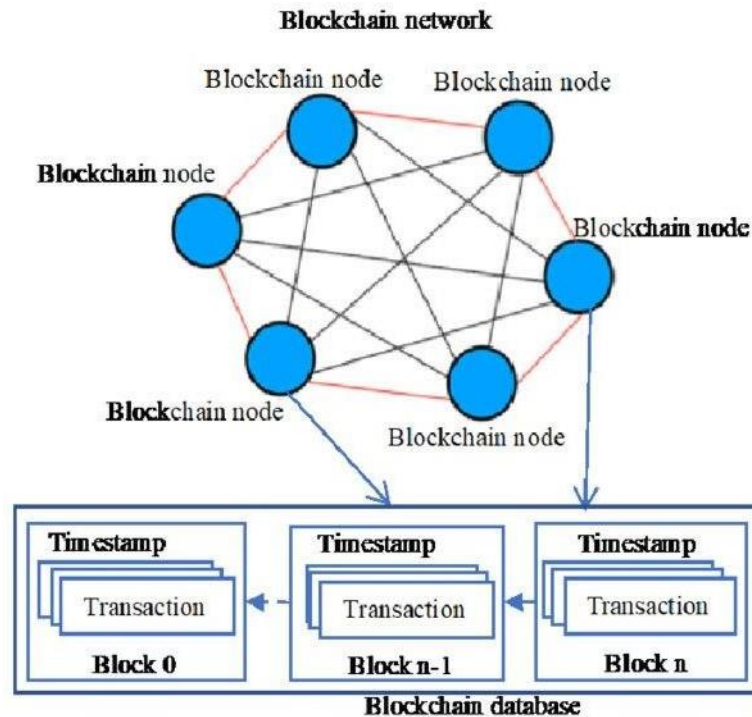 Blockchain network
Blockchain node
Blockchain node
Blockchain node
Blockchain node
Blockchain node
Blockchain node
Timestamp
Transaction
Block 0
Timestamp
Transaction
Block n-1
Timestamp
Transaction
Block n
Blockchain database